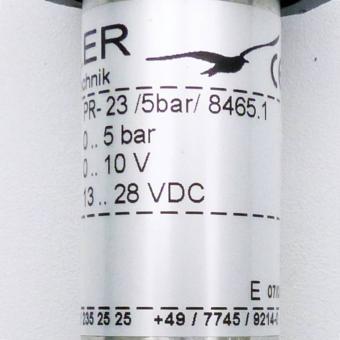 ER CE
chnik
PR- 23 /5bar/ 8465.1
0 .. 5 bar
0 .. 10 V
13 .. 28 VDC
E
235 25 25 +49 / 7745 / 9214-